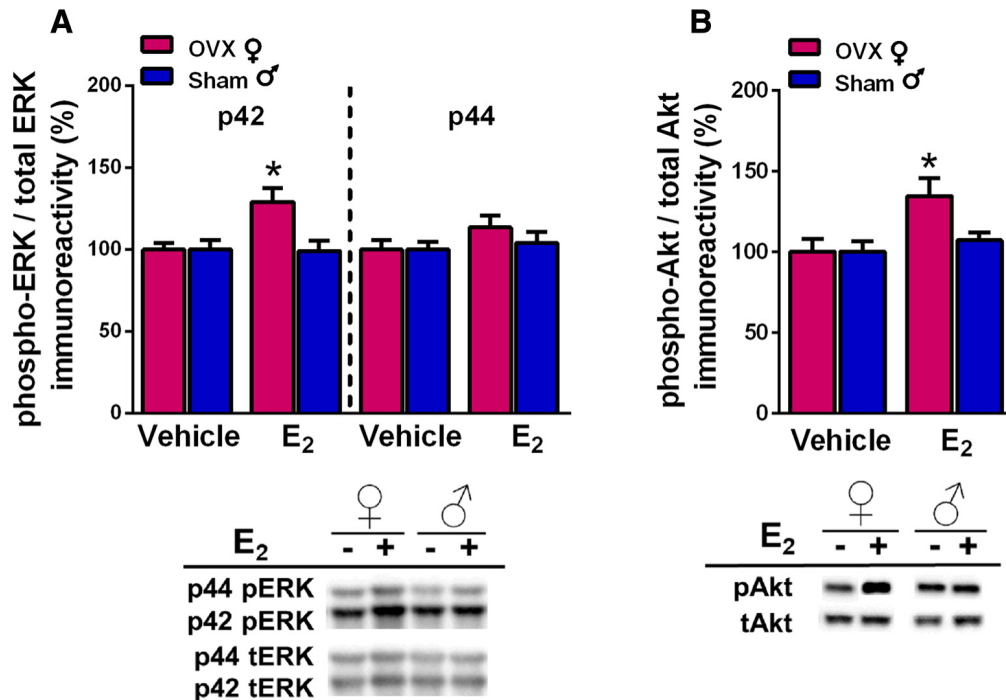 A
OVX ♀
Sham ♂
phospho-ERK / total ERK
immunoreactivity (%)
200
150
100
50
0
p42
p44
*
Vehicle E₂ Vehicle E₂
♀ ♂
E₂ - + - +
p44 pERK
p42 pERK
p44 tERK
p42 tERK
B
OVX ♀
Sham ♂
phospho-Akt / total Akt
immunoreactivity (%)
200
150
100
50
0
*
Vehicle E₂
♀ ♂
E₂ - + - +
pAkt
tAkt